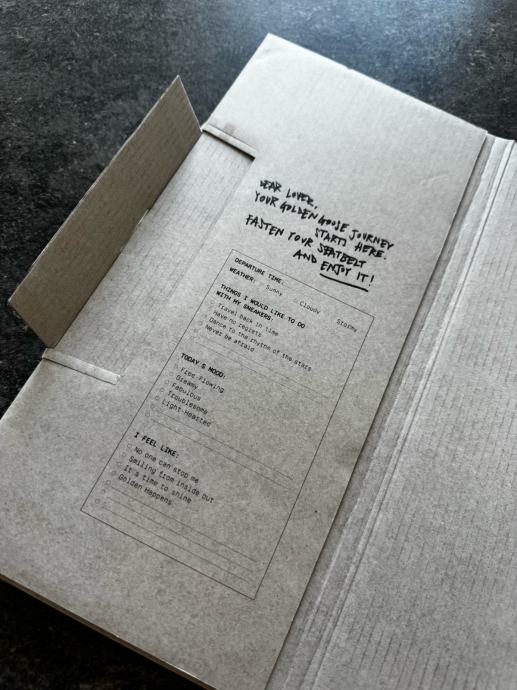 DEAR LOVER,
YOUR GOLDEN GOOSE JOURNEY
STARTS HERE.
FASTEN YOUR SEATBELT
AND ENJOY IT!
DEPARTURE TIME:
WEATHER: Sunny Cloudy Stormy
THINGS I WOULD LIKE TO DO
WITH MY SNEAKERS:
Travel back in time
Have no regrets
Dance to the rhythm of the stars
Never be afraid
TODAY'S MOOD:
Free-Flowing
Dreamy
Fabulous
Troublesome
Light-Hearted
I FEEL LIKE:
No one can stop me
Smiling from inside out
It's time to shine
Golden Happens